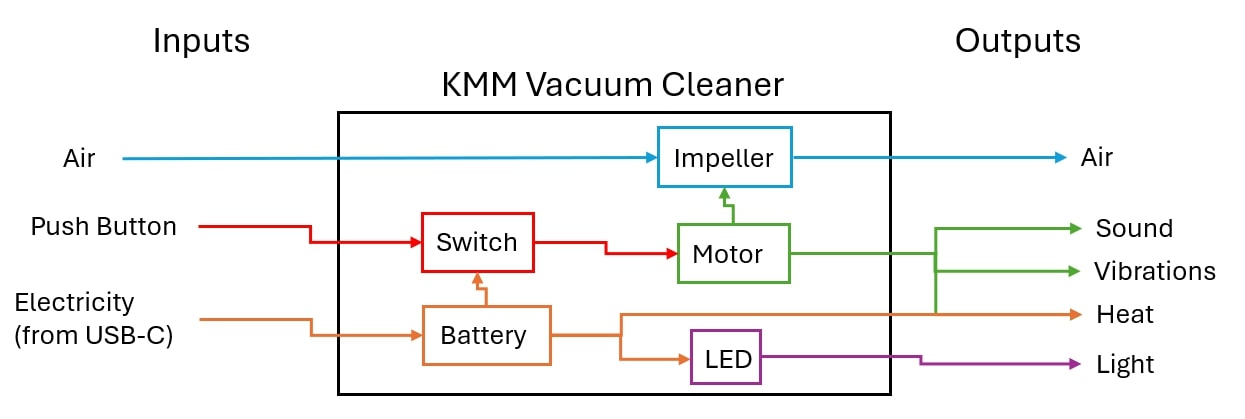 Inputs
Outputs
KMM Vacuum Cleaner
Air
Impeller
Air
Push Button
Switch
Motor
Sound
Vibrations
Electricity
(from USB-C)
Battery
Heat
LED
Light